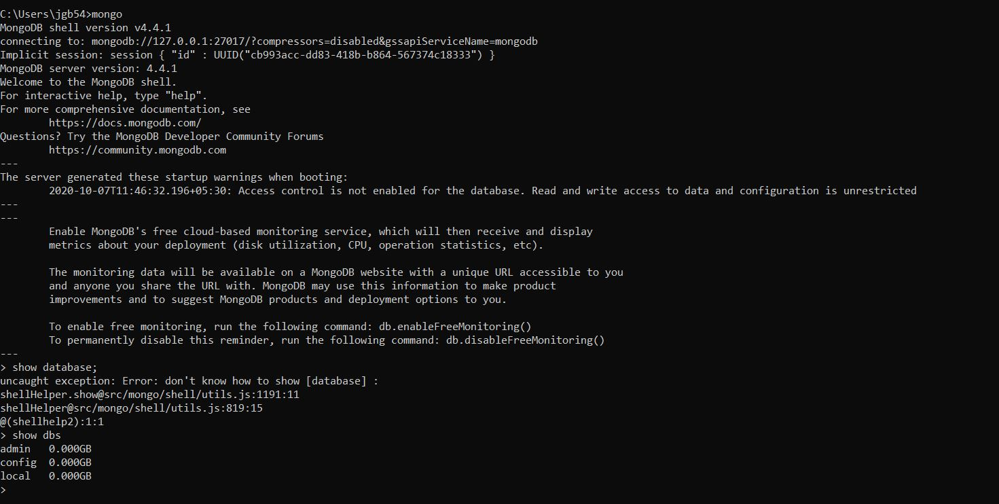 C:\Users\jgb54>mongo
MongoDB shell version v4.4.1
connecting to: mongodb://127.0.0.1:27017/?compressors=disabled&gssapiServiceName=mongodb
Implicit session: session { "id" : UUID("cb993acc-dd83-418b-b864-567374c18333") }
MongoDB server version: 4.4.1
Welcome to the MongoDB shell.
For interactive help, type "help".
For more comprehensive documentation, see
        https://docs.mongodb.com/
Questions? Try the MongoDB Developer Community Forums
        https://community.mongodb.com
---
The server generated these startup warnings when booting:
        2020-10-07T11:46:32.196+05:30: Access control is not enabled for the database. Read and write access to data and configuration is unrestricted
---
---
        Enable MongoDB's free cloud-based monitoring service, which will then receive and display
        metrics about your deployment (disk utilization, CPU, operation statistics, etc).

        The monitoring data will be available on a MongoDB website with a unique URL accessible to you
        and anyone you share the URL with. MongoDB may use this information to make product
        improvements and to suggest MongoDB products and deployment options to you.

        To enable free monitoring, run the following command: db.enableFreeMonitoring()
        To permanently disable this reminder, run the following command: db.disableFreeMonitoring()
---
> show database;
uncaught exception: Error: don't know how to show [database] :
shellHelper.show@src/mongo/shell/utils.js:1191:11
shellHelper@src/mongo/shell/utils.js:819:15
@(shellhelp2):1:1
> show dbs
admin   0.000GB
config  0.000GB
local   0.000GB
>